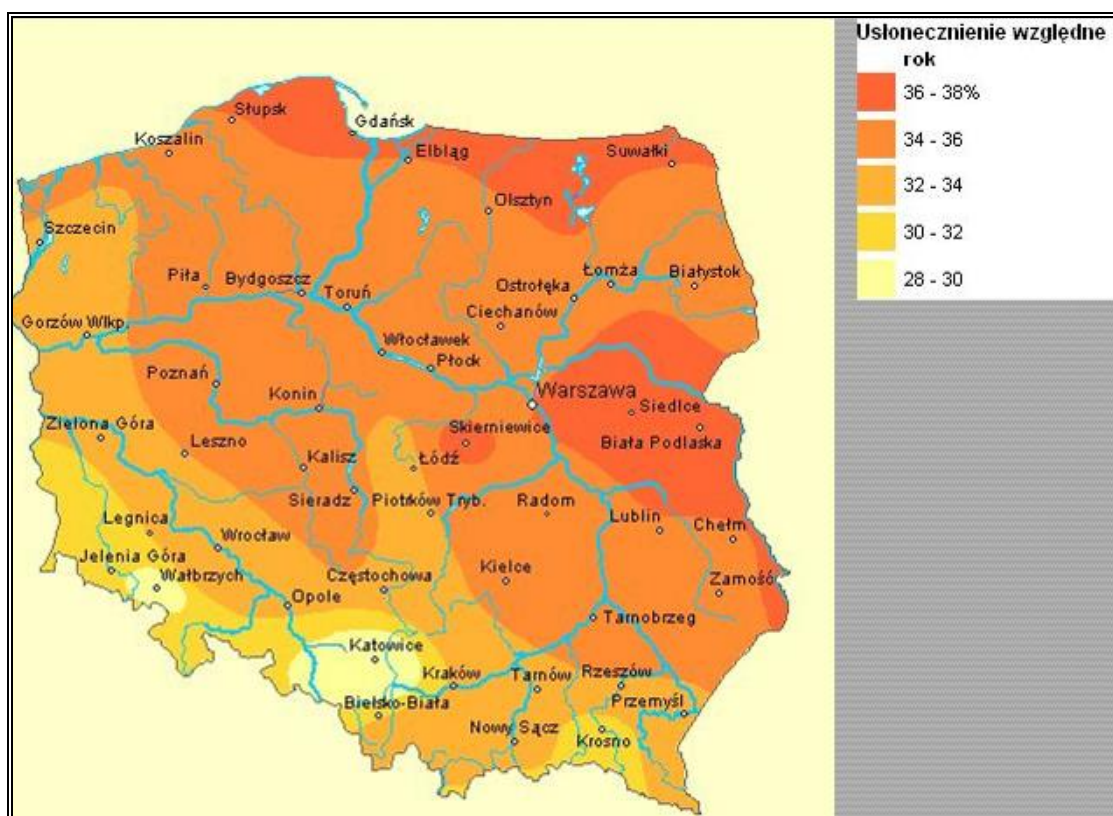 Usłonecznienie względne
rok
36 - 38%
34 - 36
32 - 34
30 - 32
28 - 30
Słupsk
Gdańsk
Koszalin
Elbląg
Suwałki
Olsztyn
Szczecin
Piła
Bydgoszcz
Toruń
Ostrołęka
Łomża
Białystok
Ciechanów
Gorzów Wlkp.
Włocławek
Płock
Poznań
Konin
Warszawa
Siedlce
Zielona Góra
Leszno
Skierniewice
Biała Podlaska
Kalisz
Łódź
Sieradz
Piotrków Tryb.
Radom
Lublin
Chełm
Legnica
Wrocław
Jelenia Góra
Wałbrzych
Częstochowa
Kielce
Zamość
Opole
Tarnobrzeg
Katowice
Kraków
Tarnów
Rzeszów
Bielsko-Biała
Przemyśl
Nowy Sącz
Krosno